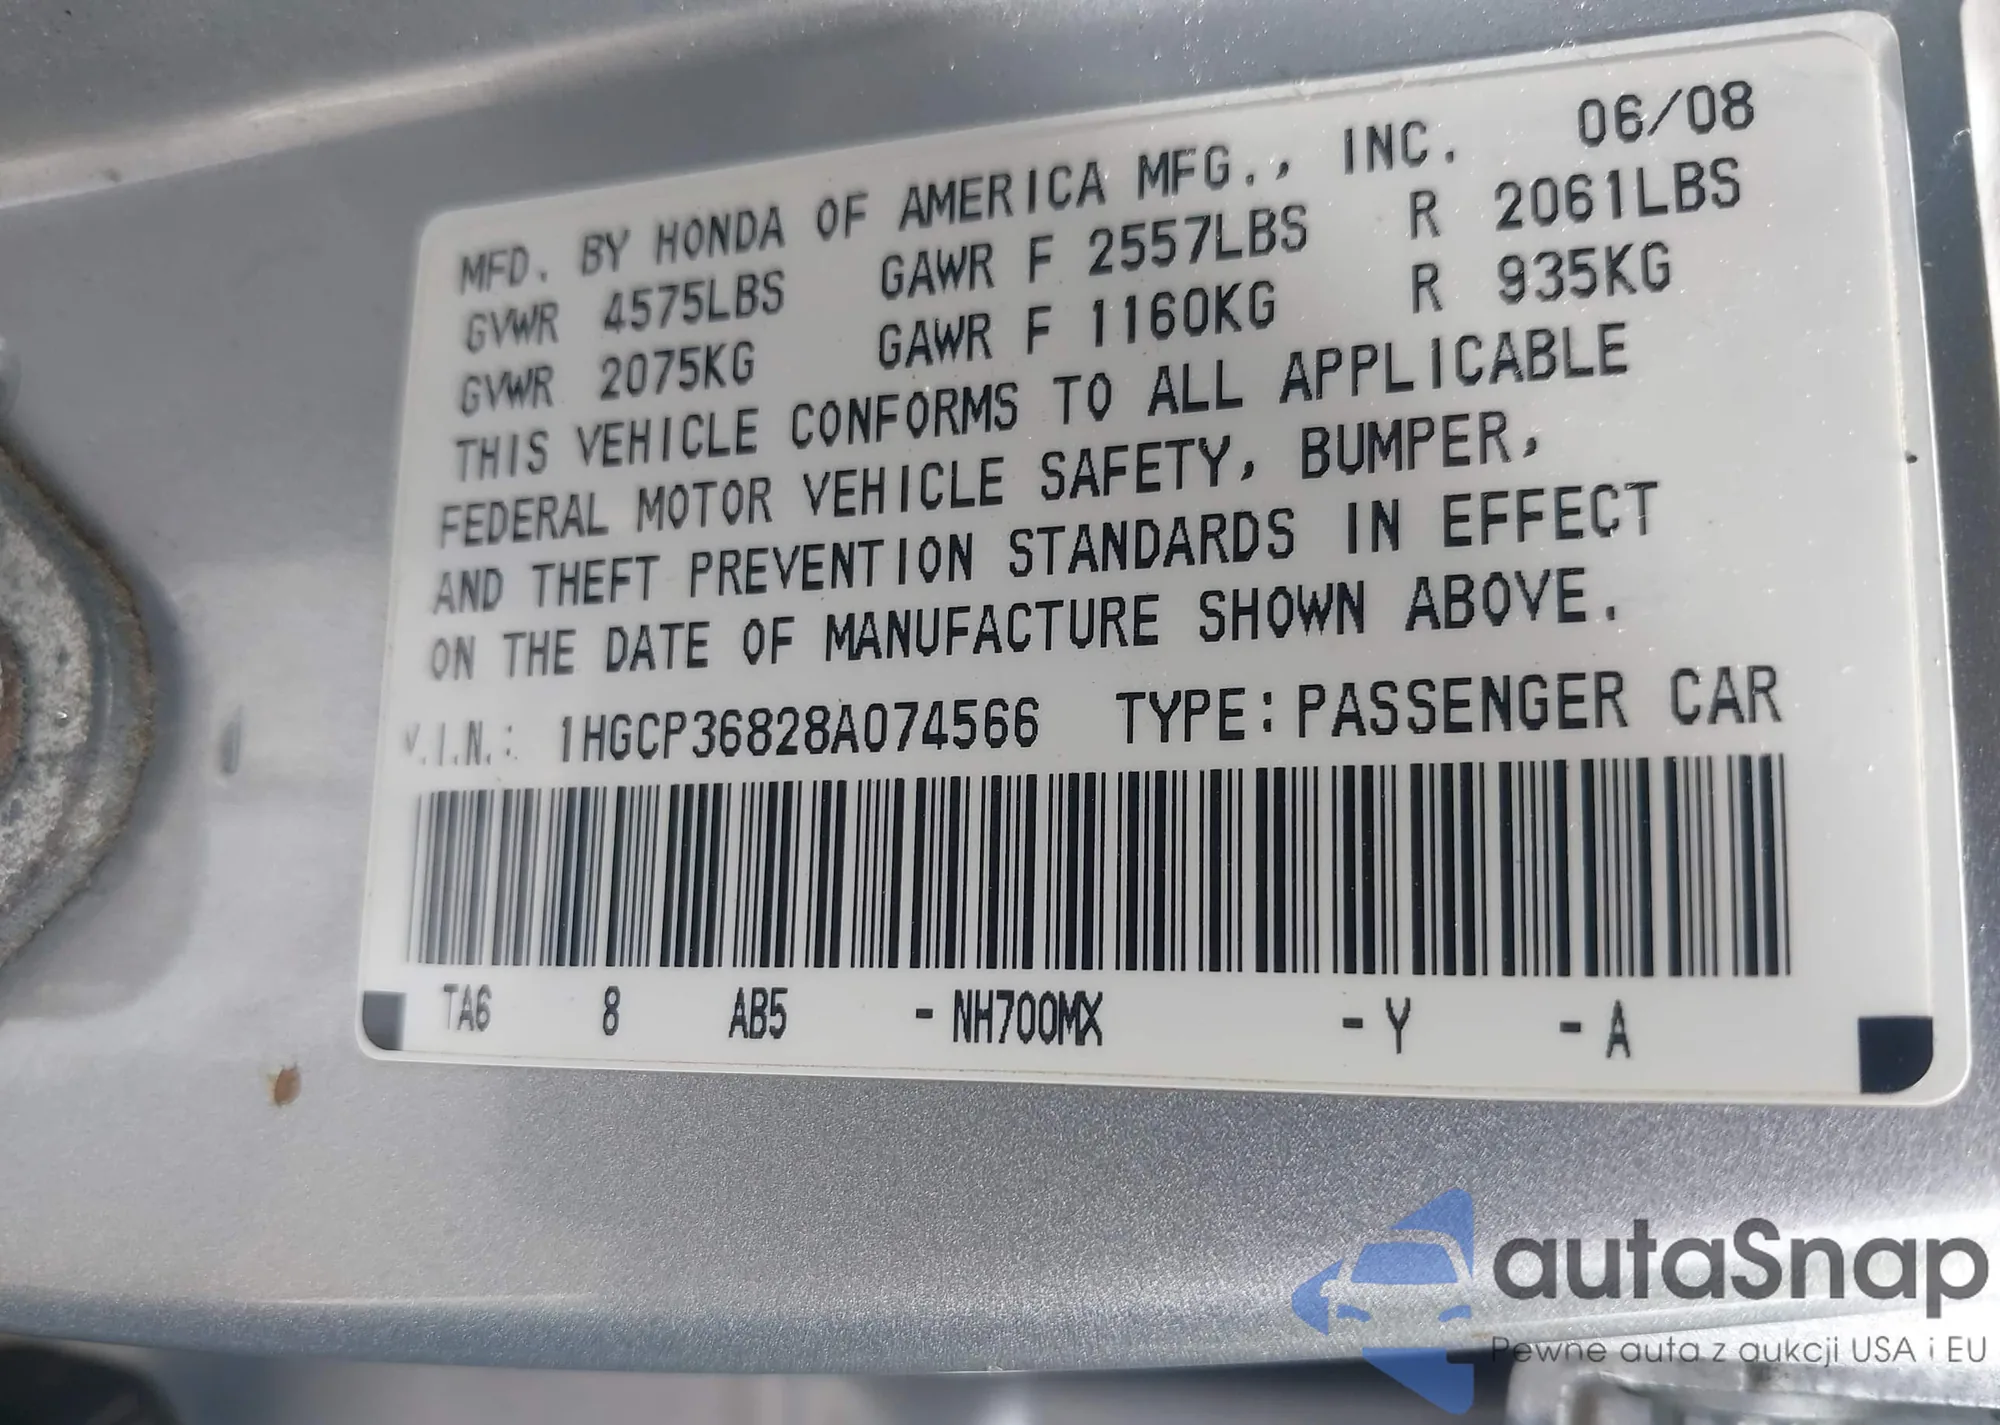 MFD. BY HONDA OF AMERICA MFG., INC. 06/08
GVWR 4575LBS GAWR F 2557LBS R 2061LBS
GVWR 2075KG GAWR F 1160KG R 935KG
THIS VEHICLE CONFORMS TO ALL APPLICABLE
FEDERAL MOTOR VEHICLE SAFETY, BUMPER,
AND THEFT PREVENTION STANDARDS IN EFFECT
ON THE DATE OF MANUFACTURE SHOWN ABOVE.
V.I.N.: 1HGCP36828A074566 TYPE:PASSENGER CAR
TA6 8 AB5 -NH700MX -Y -A
autaSnap
Pewne auta z aukcji USA i EU